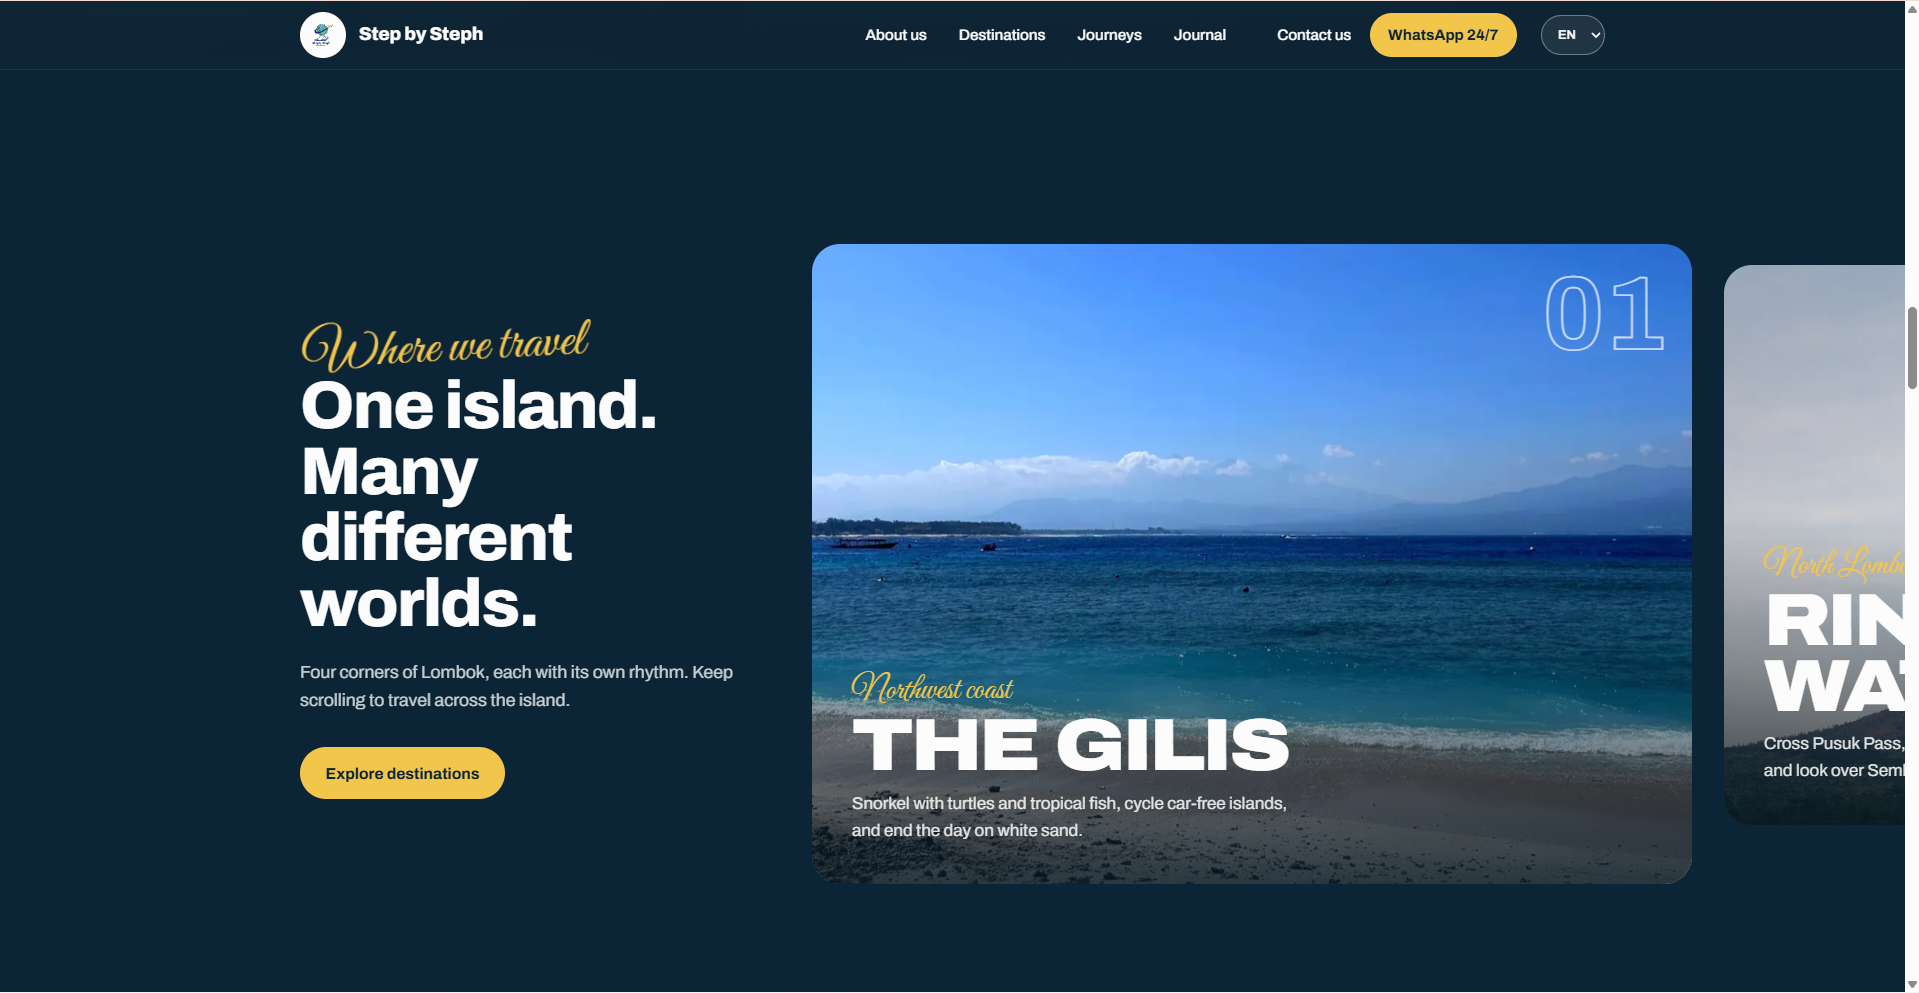 Step by Steph
About us
Destinations
Journeys
Journal
Contact us
WhatsApp 24/7
EN
Where we travel
One island.
Many
different
worlds.
Four corners of Lombok, each with its own rhythm. Keep
scrolling to travel across the island.
Explore destinations
01
Northwest coast
THE GILIS
Snorkel with turtles and tropical fish, cycle car-free islands,
and end the day on white sand.
North
Cross Pusuk Pass,
and look over